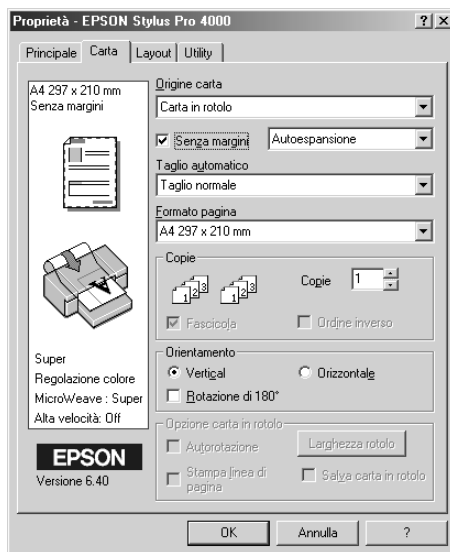 Proprietà - EPSON Stylus Pro 4000
Principale
Carta
Layout
Utility
A4 297 x 210 mm
Senza margini
Super
Regolazione colore
MicroWeave : Super
Alta velocità: Off
EPSON
Versione 6.40
Origine carta
Carta in rotolo
Senza margini
Autoespansione
Taglio automatico
Taglio normale
Formato pagina
A4 297 x 210 mm
Copie
Copie
1
Fascicola
Ordine inverso
Orientamento
Vertical
Orizzontale
Rotazione di 180°
Opzione carta in rotolo
Autorotazione
Larghezza rotolo
Stampa linea di
pagina
Salva carta in rotolo
OK
Annulla
?